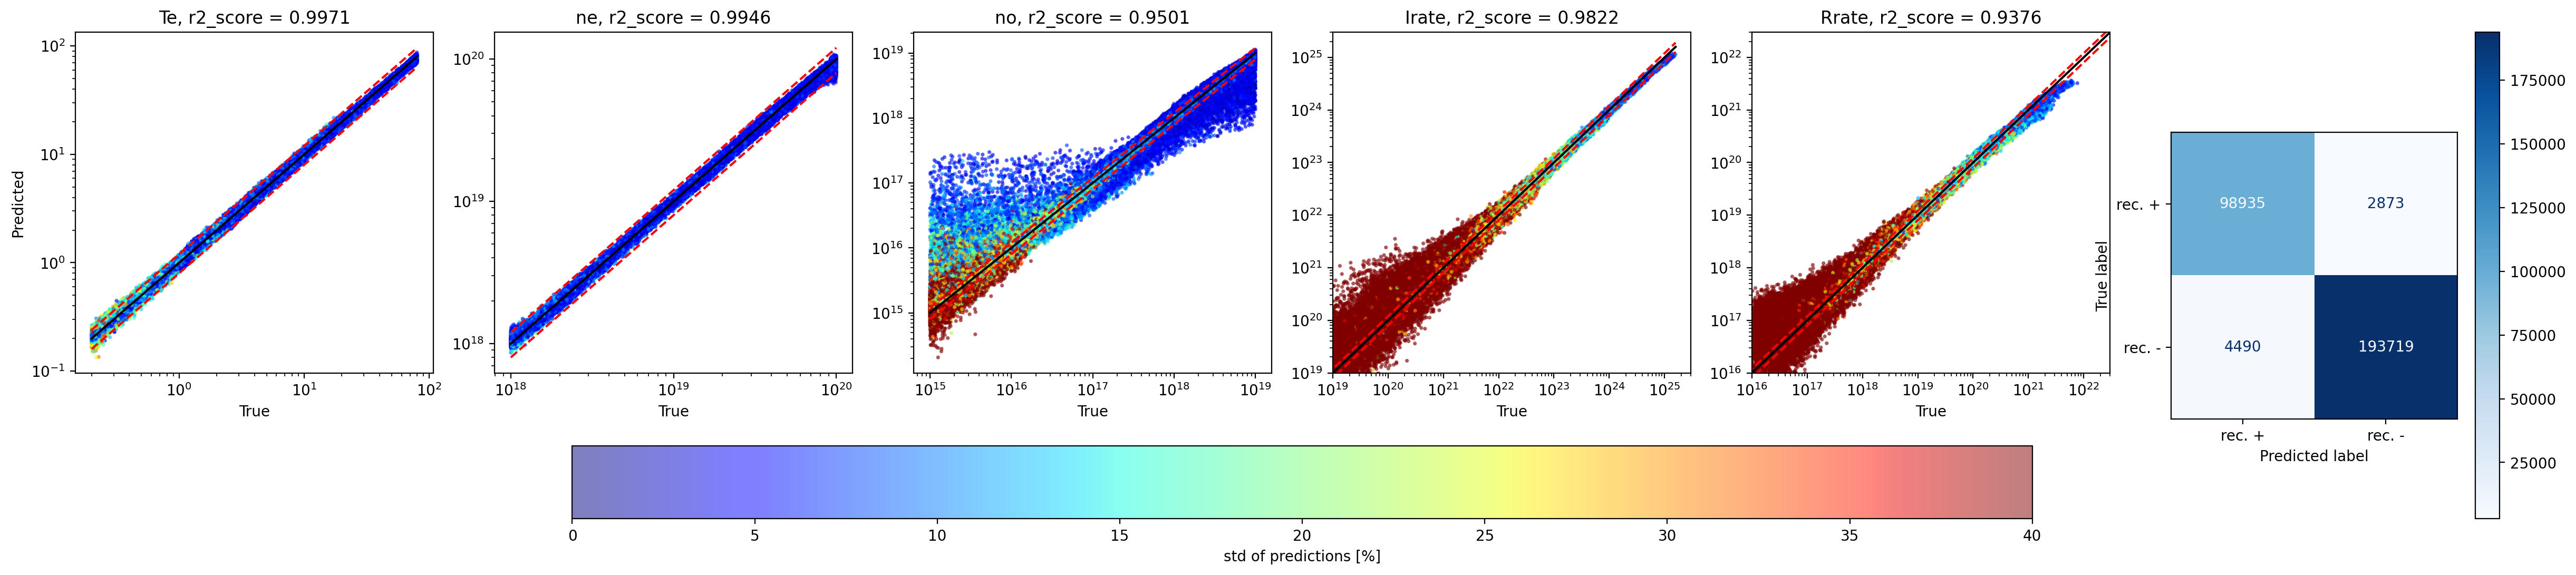 Te, r2_score = 0.9971
Predicted
10²
10¹
10⁰
10⁻¹
10⁰ 10¹ 10²
True
ne, r2_score = 0.9946
10²⁰
10¹⁹
10¹⁸
10¹⁸ 10¹⁹ 10²⁰
True
no, r2_score = 0.9501
10¹⁹
10¹⁸
10¹⁷
10¹⁶
10¹⁵
10¹⁵ 10¹⁶ 10¹⁷ 10¹⁸ 10¹⁹
True
Irate, r2_score = 0.9822
10²⁵
10²⁴
10²³
10²²
10²¹
10²⁰
10¹⁹
10¹⁹ 10²⁰ 10²¹ 10²² 10²³ 10²⁴ 10²⁵
True
Rrate, r2_score = 0.9376
10²²
10²¹
10²⁰
10¹⁹
10¹⁸
10¹⁷
10¹⁶
10¹⁶ 10¹⁷ 10¹⁸ 10¹⁹ 10²⁰ 10²¹ 10²²
True
True label
rec. + 98935 2873
rec. - 4490 193719
rec. + rec. -
Predicted label
175000
150000
125000
100000
75000
50000
25000
0 5 10 15 20 25 30 35 40
std of predictions [%]